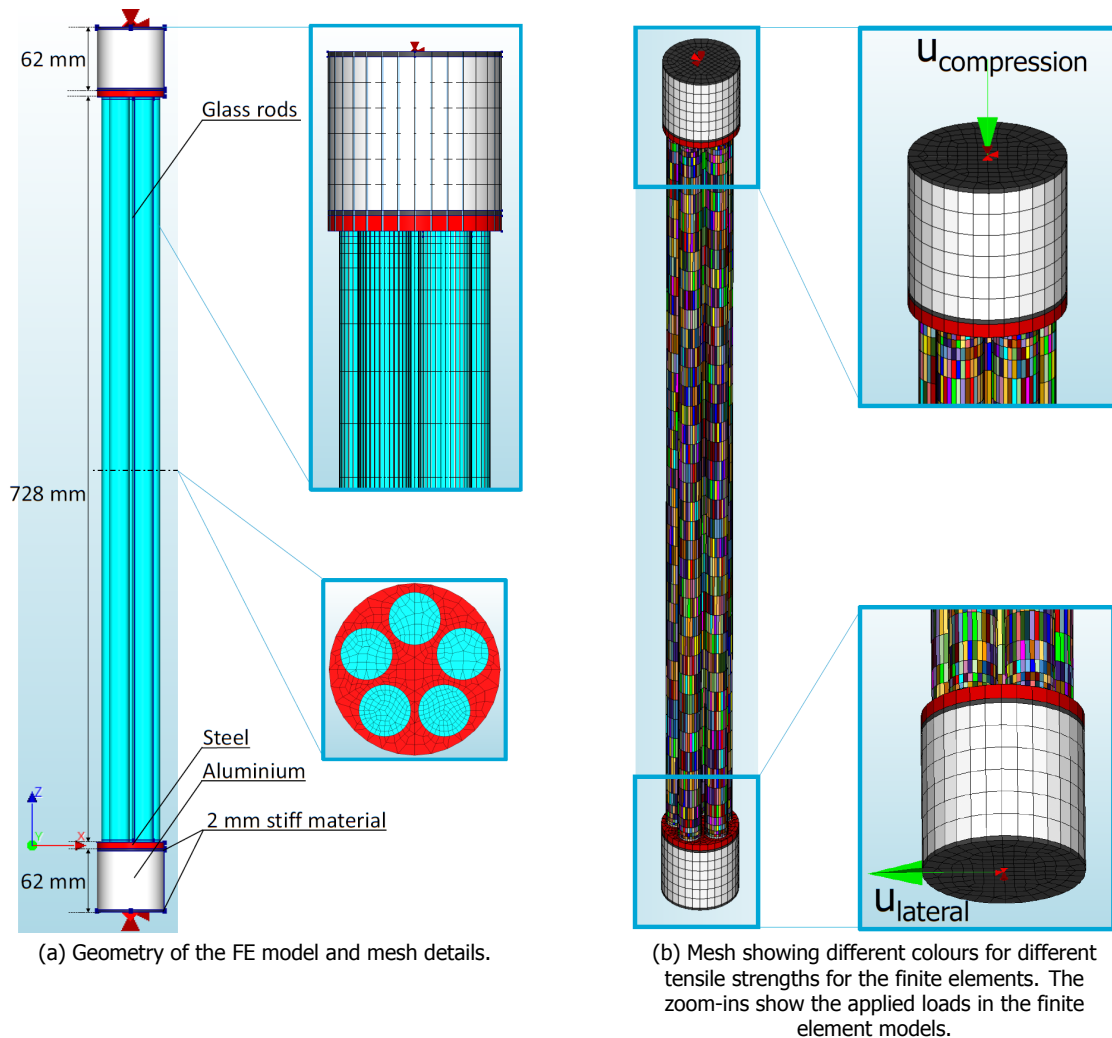 62 mm
Glass rods
728 mm
Steel
Aluminium
2 mm stiff material
Z
Y
X
62 mm
(a) Geometry of the FE model and mesh details.
u compression
u lateral
(b) Mesh showing different colours for different
tensile strengths for the finite elements. The
zoom-ins show the applied loads in the finite
element models.